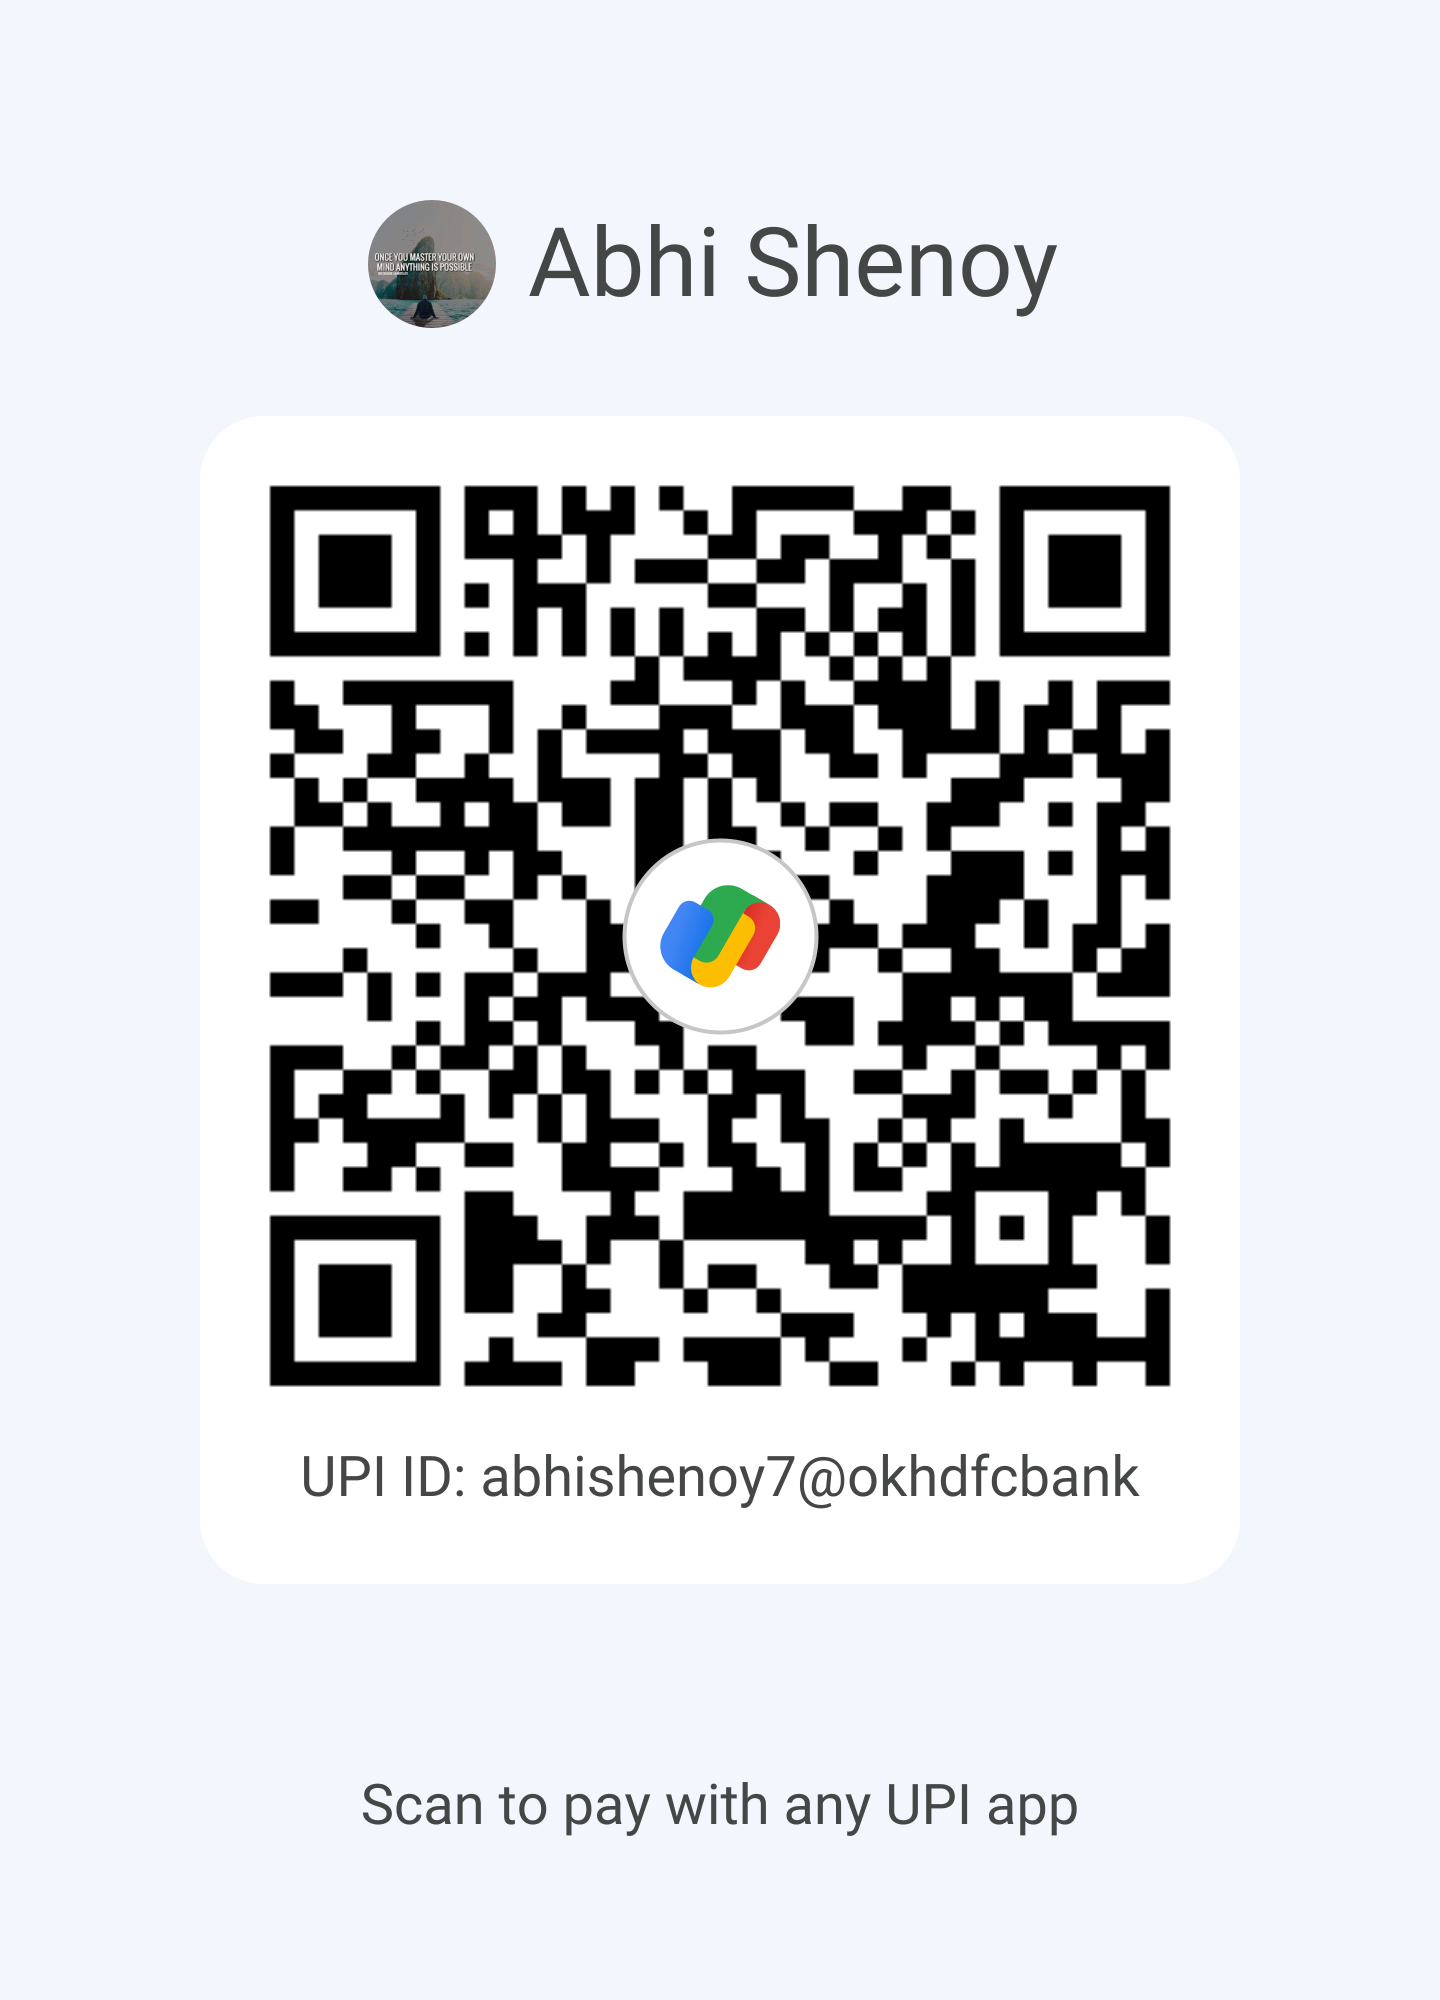 ONCE YOU MASTER YOUR OWN
MIND ANYTHING IS POSSIBLE
Abhi Shenoy
UPI ID: abhishenoy7@okhdfcbank
Scan to pay with any UPI app